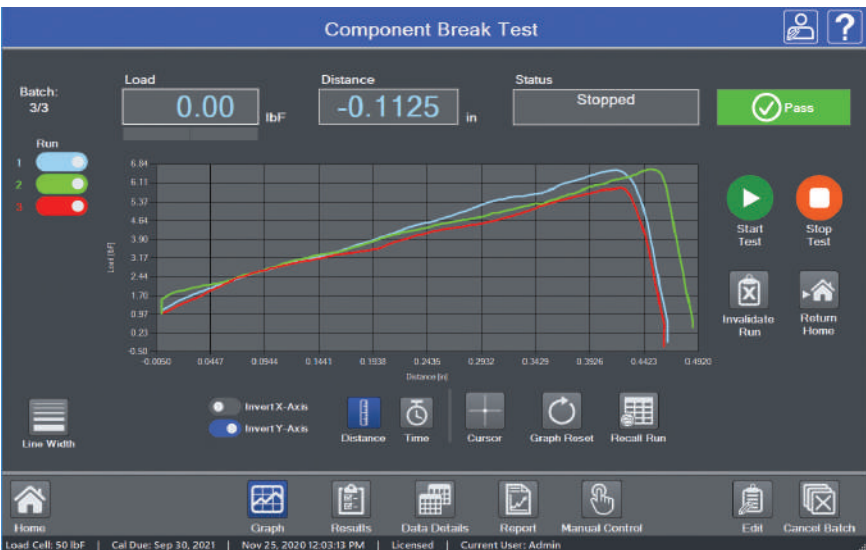 Component Break Test
?
Batch:
3/3
Load
0.00 lbF
Distance
-0.1125 in
Status
Stopped
Pass
Run
1
2
3
Load [lbF]
6.84
6.11
5.37
4.64
3.90
3.17
2.44
1.70
0.97
0.23
-0.50
-0.0050 0.0447 0.0944 0.1441 0.1938 0.2435 0.2932 0.3429 0.3926 0.4423 0.4920
Distance [in]
Start
Test
Stop
Test
Invalidate
Run
Return
Home
Line Width
Invert X-Axis
Invert Y-Axis
Distance
Time
Cursor
Graph Reset
Recall Run
Home
Graph
Results
Data Details
Report
Manual Control
Edit
Cancel Batch
Load Cell: 50 lbF | Cal Due: Sep 30, 2021 | Nov 25, 2020 12:03:13 PM | Licensed | Current User: Admin